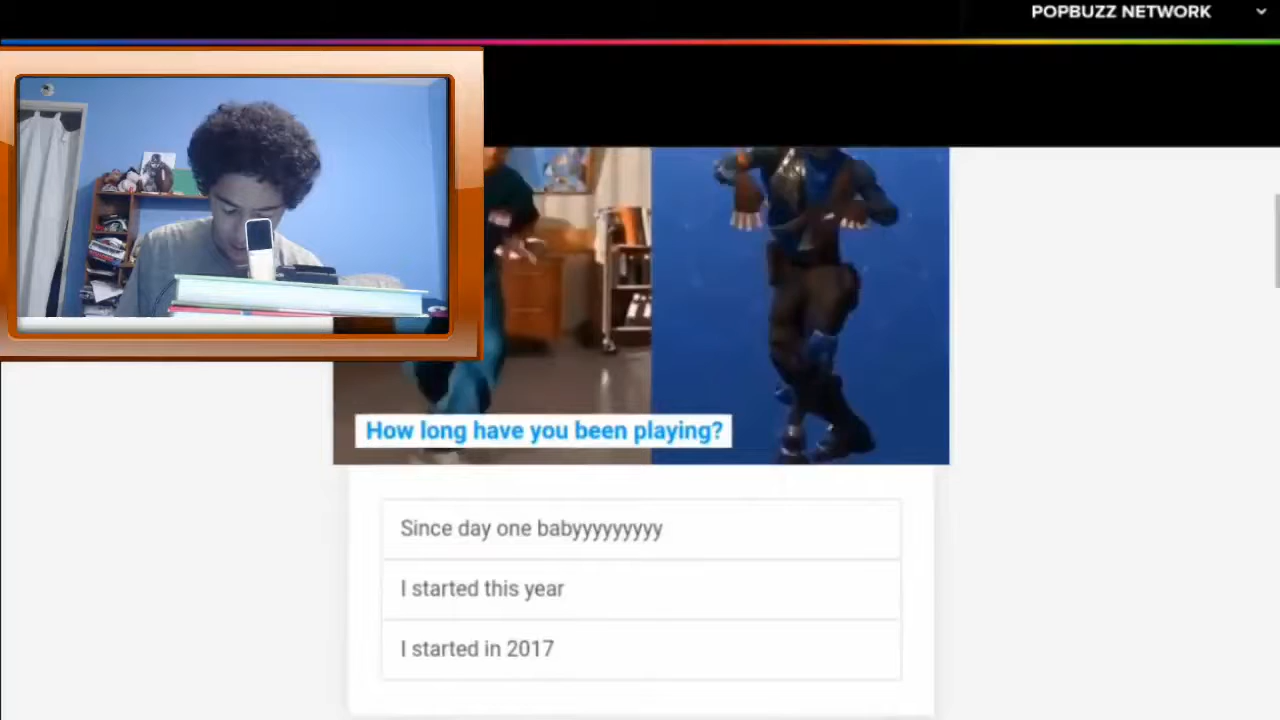 POPBUZZ NETWORK
How long have you been playing?
Since day one babyyyyyyyyy
I started this year
I started in 2017